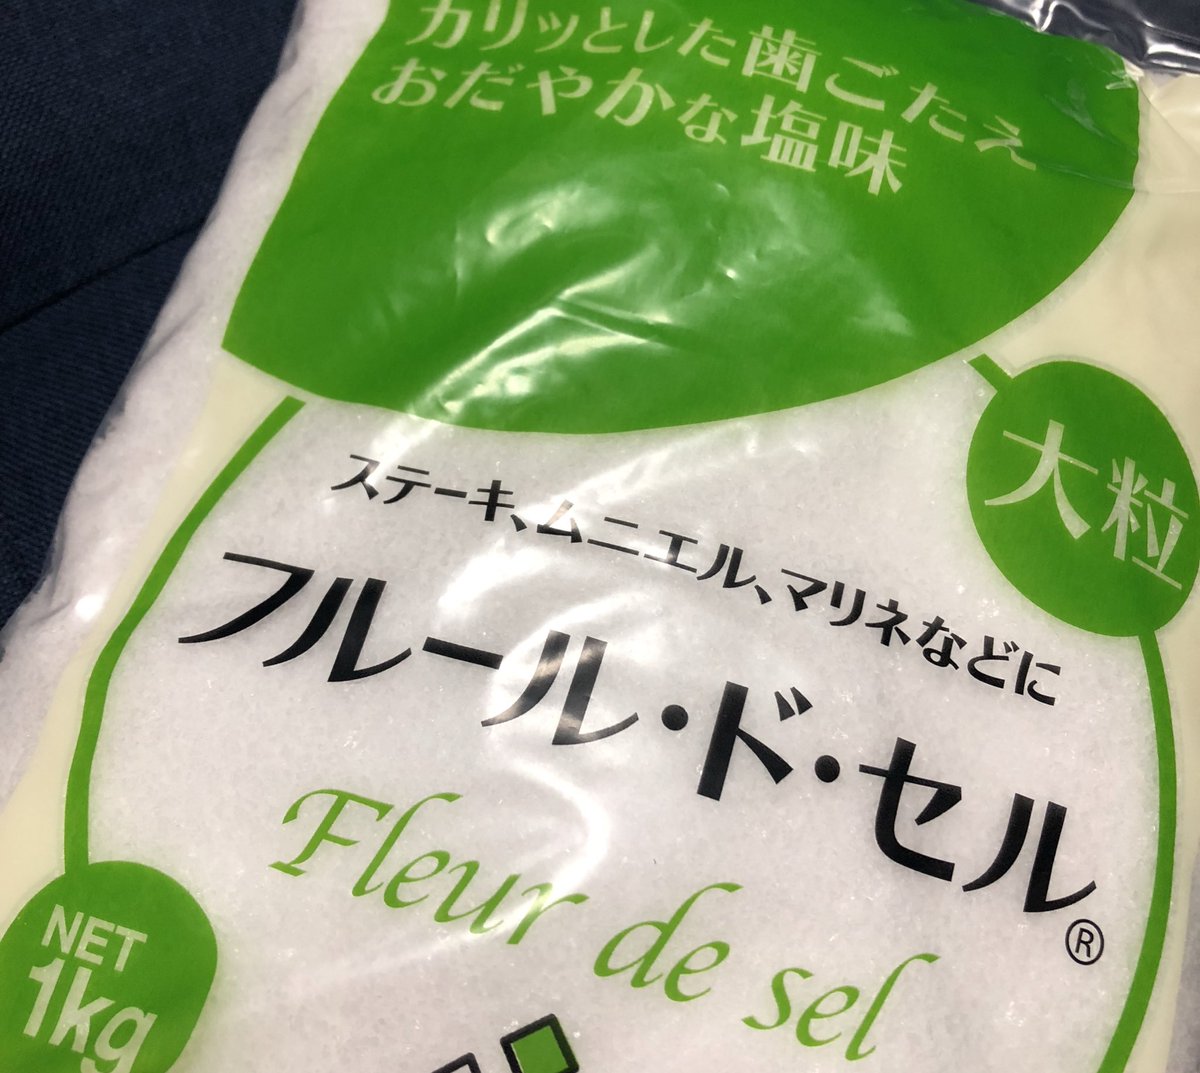 カリッとした歯ごたえ
おだやかな塩味
大粒
ステーキ、ムニエル、マリネなどに
フルール・ド・セル®
Fleur de sel
NET
1kg